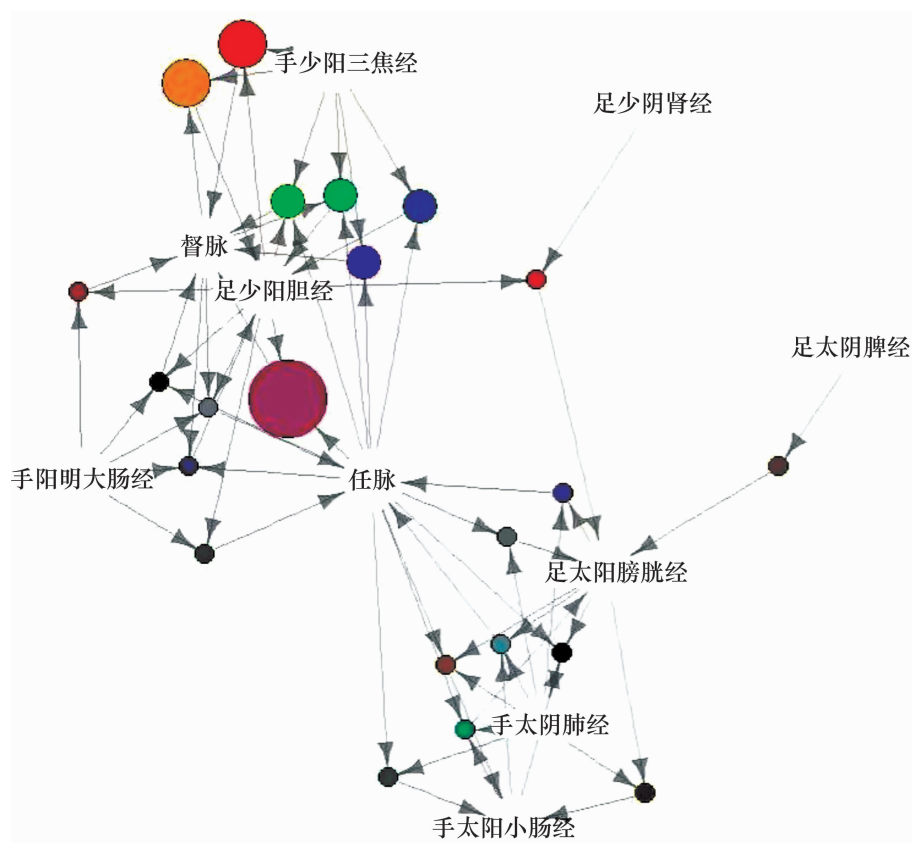 手少阳三焦经
足少阴肾经
督脉
足少阳胆经
足太阴脾经
手阳明大肠经
任脉
足太阳膀胱经
手太阴肺经
手太阳小肠经